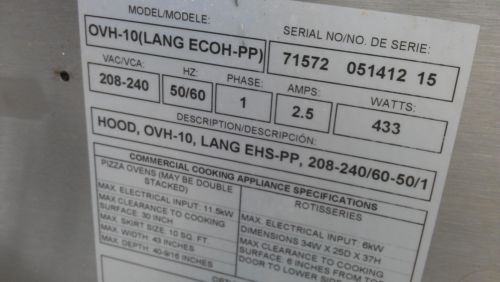 MODEL/MODELE:
SERIAL NO/NO. DE SERIE:
OVH-10(LANG ECOH-PP)
71572 051412 15
VAC/VCA:
HZ:
PHASE:
AMPS:
WATTS:
208-240
50/60
1
2.5
433
DESCRIPTION/DESCRIPCIÓN:
HOOD, OVH-10, LANG EHS-PP, 208-240/60-50/1
COMMERCIAL COOKING APPLIANCE SPECIFICATIONS
PIZZA OVENS (MAY BE DOUBLE
STACKED)
MAX. ELECTRICAL INPUT: 11.5kW
MAX CLEARANCE TO COOKING
SURFACE: 30 INCH
MAX. SKIRT SIZE: 10 SQ. FT
MAX. WIDTH: 43 INCHES
MAX. DEPTH: 40-9/16 INCHES
ROTISSERIES
MAX. ELECTRICAL INPUT: 6kW
DIMENSIONS 34W X 25D X 37H
MAX CLEARANCE TO COOKING
SURFACE: 6 INCHES FROM TOP
DOOR TO LOWER SIDE